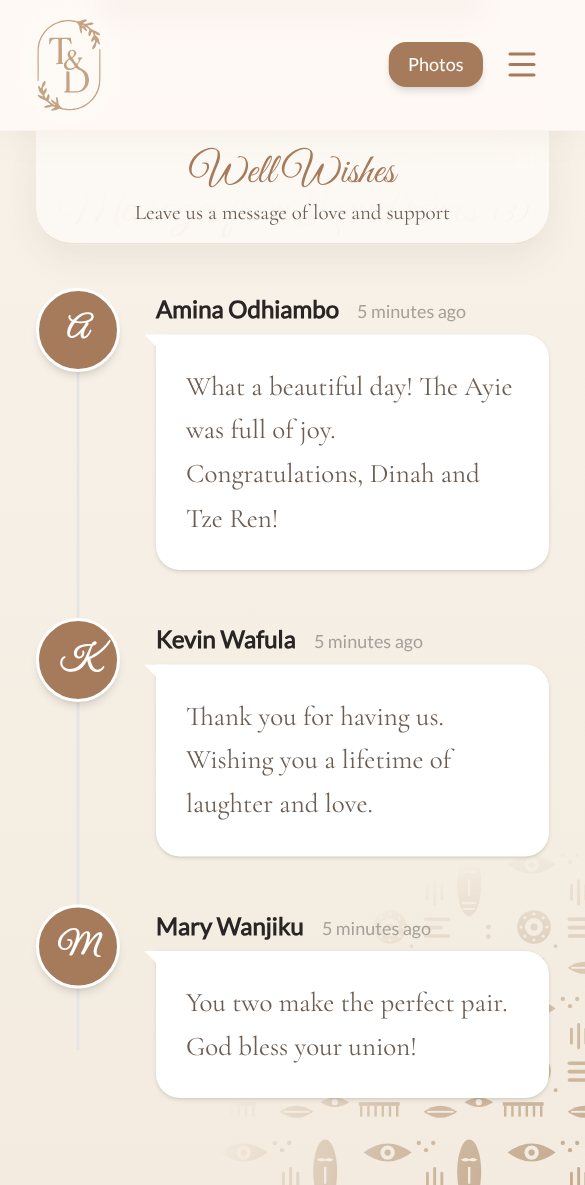 T&D
Photos
Well Wishes
Leave us a message of love and support
A
Amina Odhiambo 5 minutes ago
What a beautiful day! The Ayie
was full of joy.
Congratulations, Dinah and
Tze Ren!
K
Kevin Wafula 5 minutes ago
Thank you for having us.
Wishing you a lifetime of
laughter and love.
M
Mary Wanjiku 5 minutes ago
You two make the perfect pair.
God bless your union!